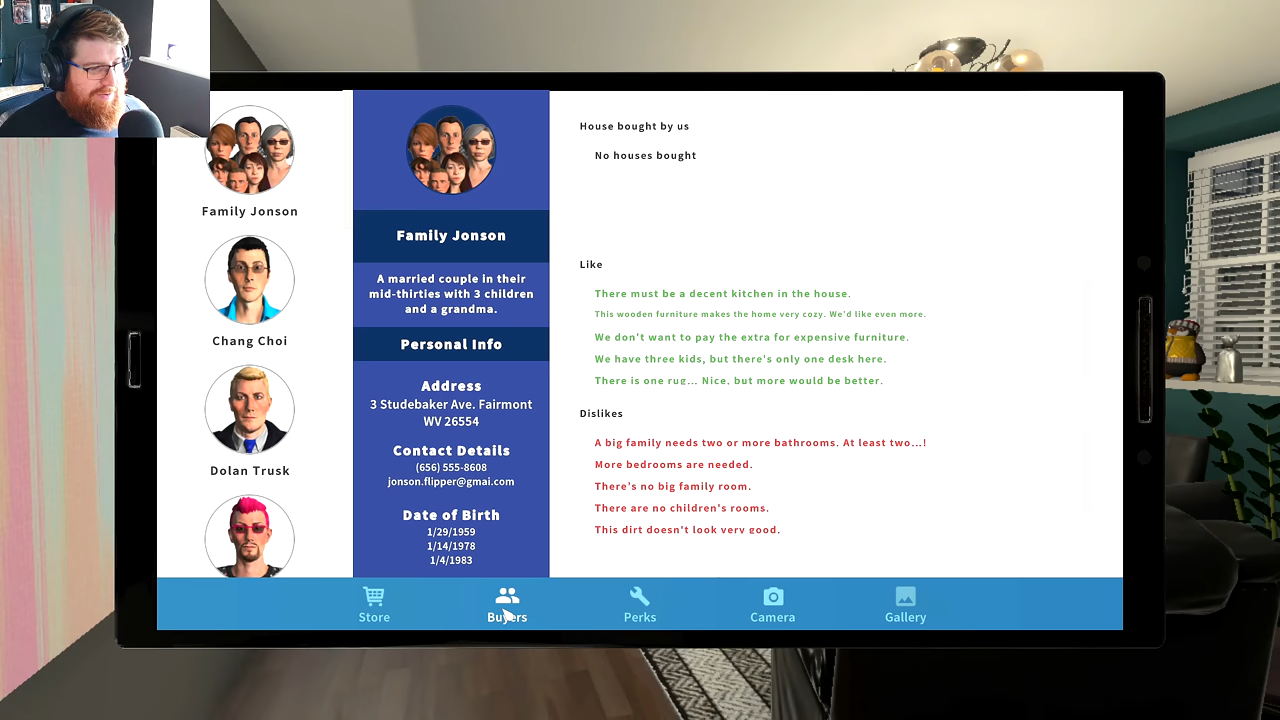 Family Jonson
Chang Choi
Dolan Trusk
Family Jonson
A married couple in their
mid-thirties with 3 children
and a grandma.
Personal Info
Address
3 Studebaker Ave. Fairmont
WV 26554
Contact Details
(656) 555-8608
jonson.flipper@gmai.com
Date of Birth
1/29/1959
1/14/1978
1/4/1983
House bought by us
No houses bought
Like
There must be a decent kitchen in the house.
This wooden furniture makes the home very cozy. We'd like even more.
We don't want to pay the extra for expensive furniture.
We have three kids, but there's only one desk here.
There is one rug... Nice, but more would be better.
Dislikes
A big family needs two or more bathrooms. At least two...!
More bedrooms are needed.
There's no big family room.
There are no children's rooms.
This dirt doesn't look very good.
Store
Buyers
Perks
Camera
Gallery